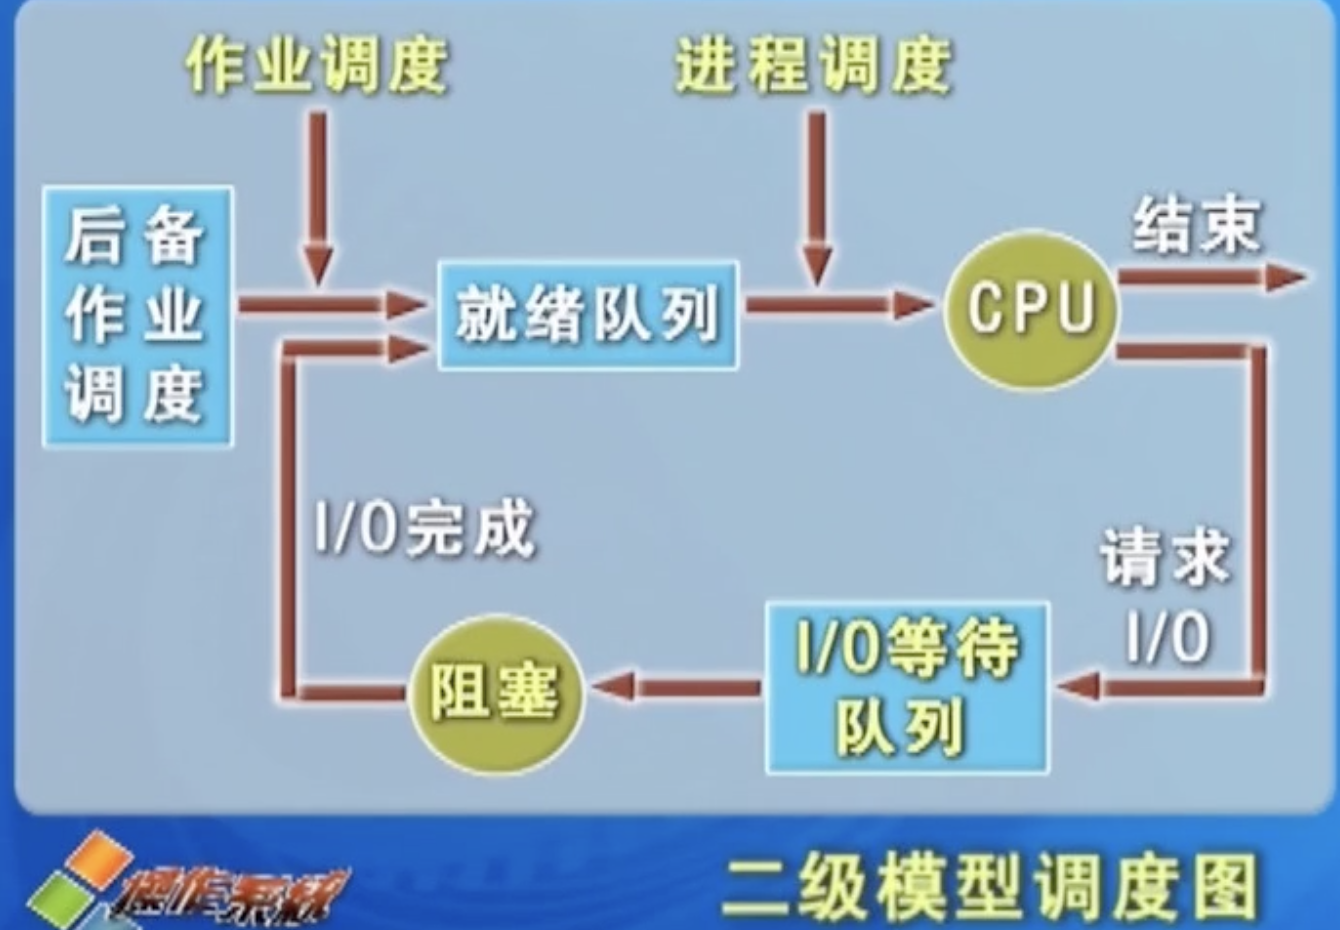 作业调度
进程调度
后备
作业
调度
就绪队列
CPU
结束
I/O完成
请求
I/O
阻塞
I/O等待
队列
操作系统
二级模型调度图